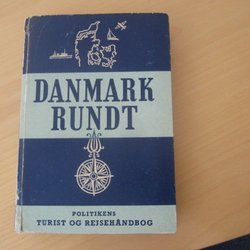 DANMARK
RUNDT
POLITIKENS
TURIST OG REJSEHÅNDBOG